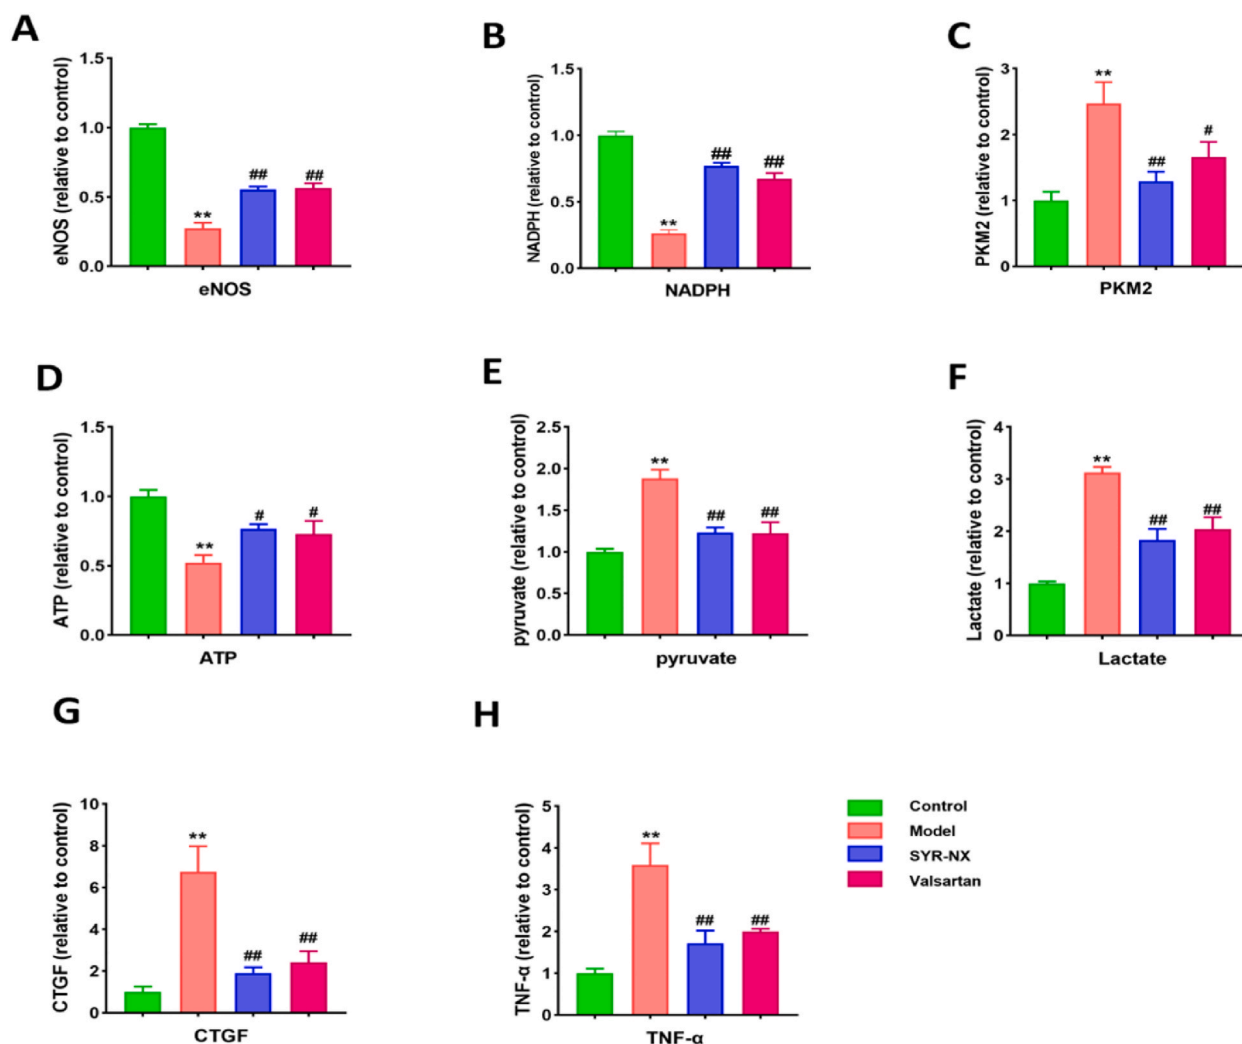 A
eNOS (relative to control)
1.5
1.0
0.5
0.0
**
##
##
eNOS
B
NADPH (relative to control)
1.5
1.0
0.5
0.0
**
##
##
NADPH
C
PKM2 (relative to control)
3
2
1
0
**
##
#
PKM2
D
ATP (relative to control)
1.5
1.0
0.5
0.0
**
#
#
ATP
E
pyruvate (relative to control)
2.5
2.0
1.5
1.0
0.5
0.0
**
##
##
pyruvate
F
Lactate (relative to control)
4
3
2
1
0
**
##
##
Lactate
G
CTGF (relative to control)
10
8
6
4
2
0
**
##
##
CTGF
H
TNF-α (relative to control)
5
4
3
2
1
0
**
##
##
TNF-α
Control
Model
SYR-NX
Valsartan